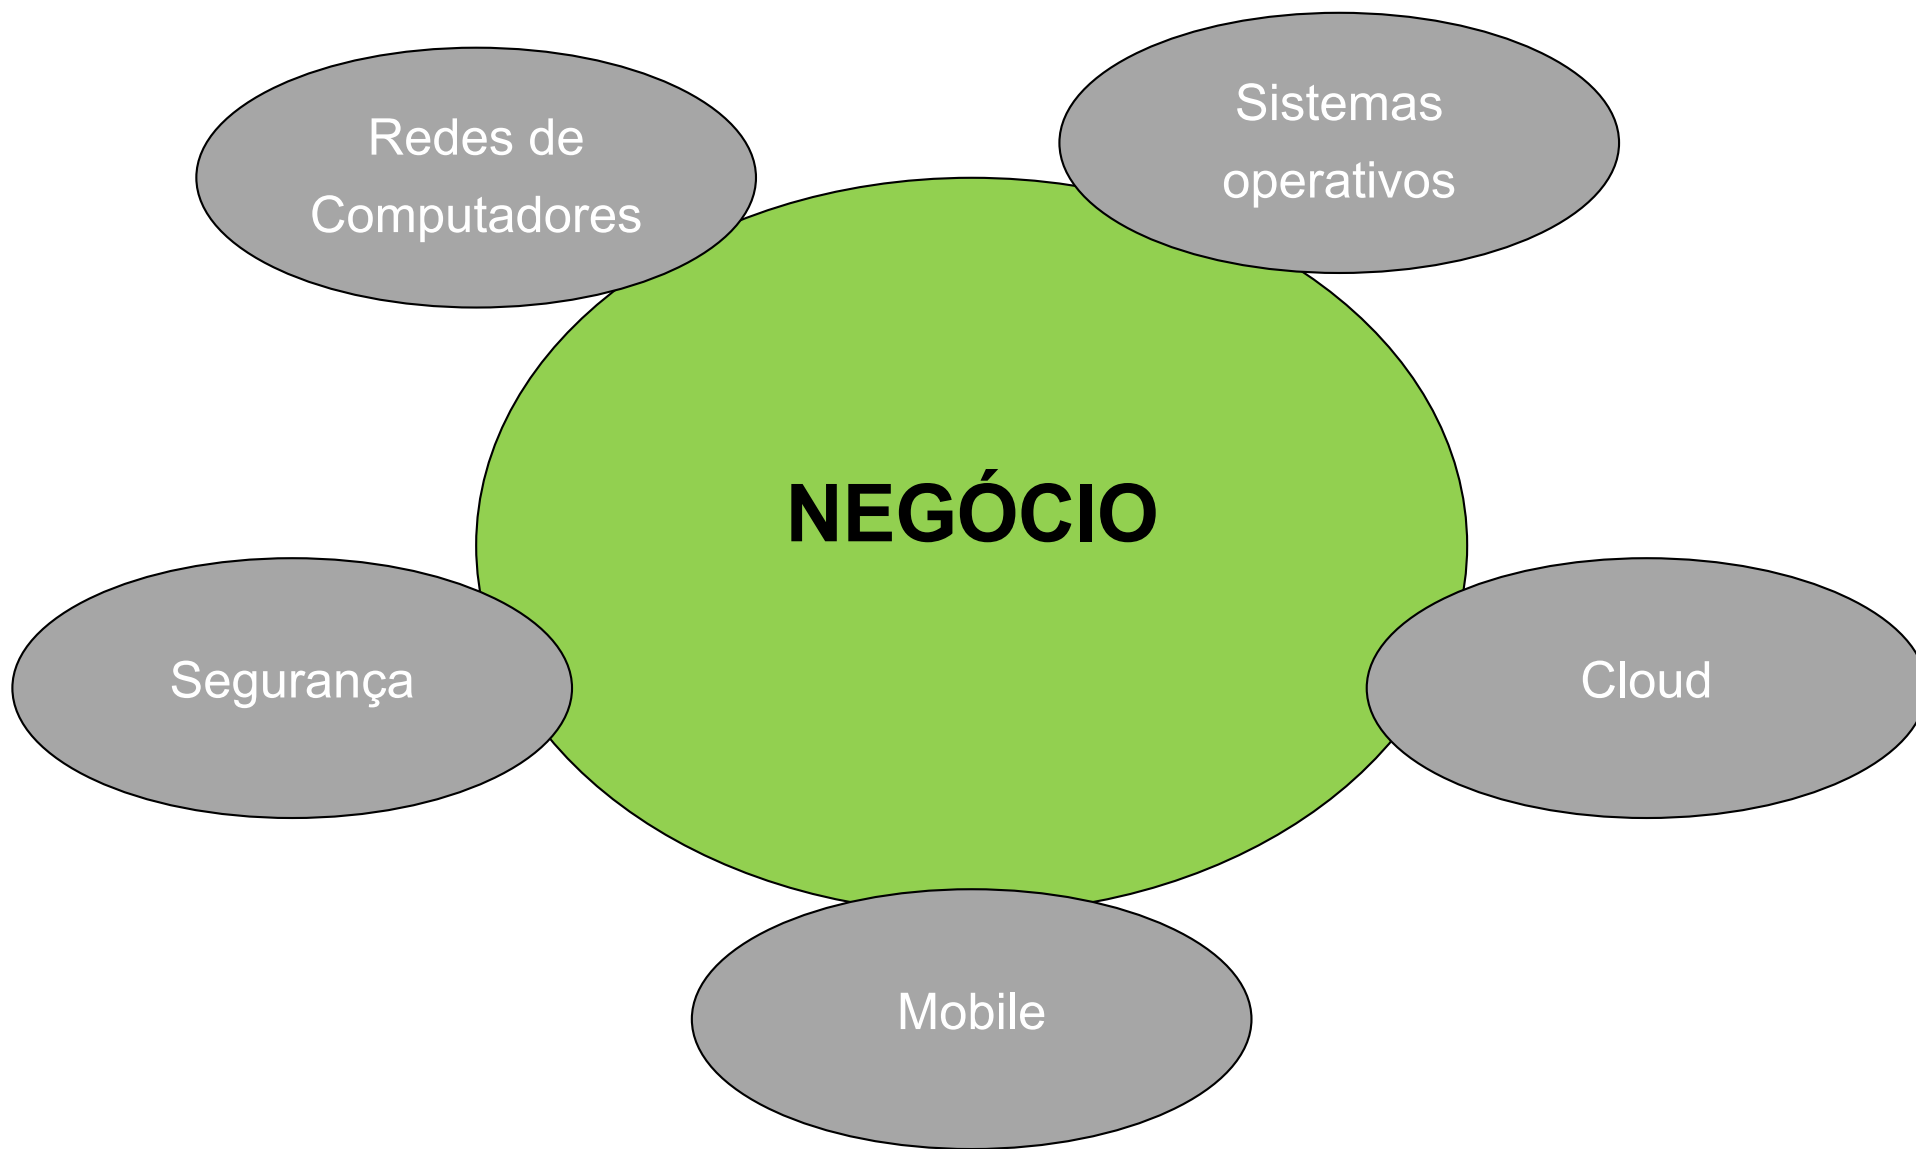 Redes de
Computadores
Sistemas
operativos
NEGÓCIO
Segurança
Cloud
Mobile